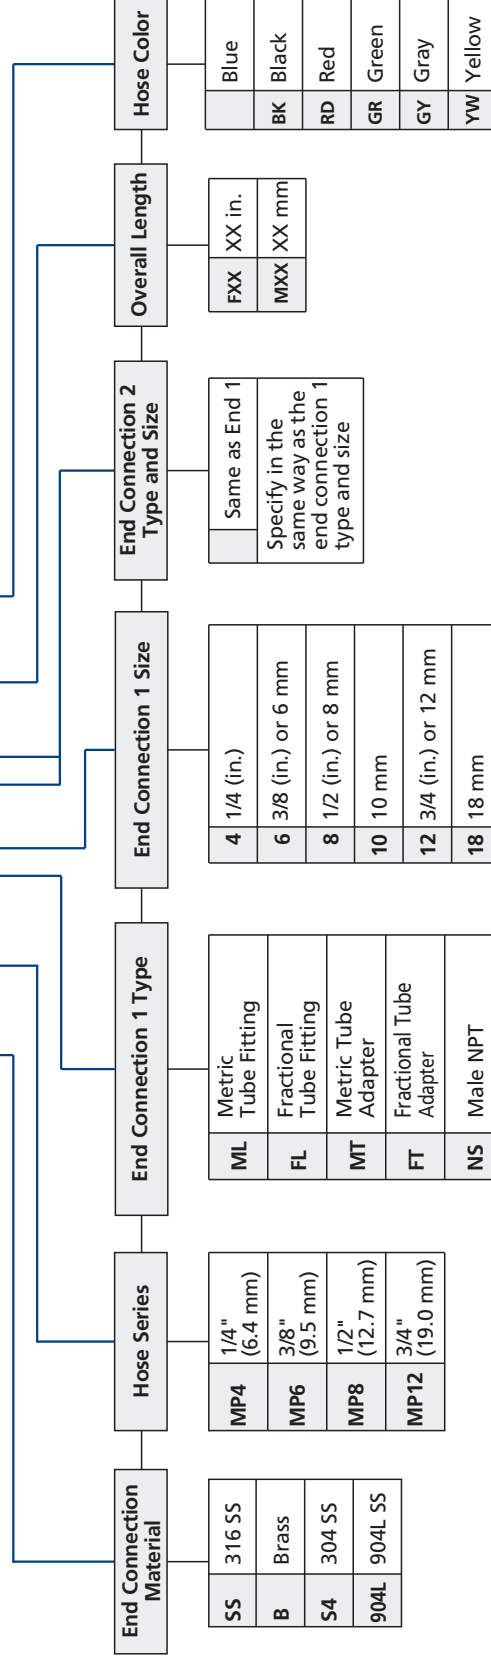 End Connection
Material
SS 316 SS
B Brass
S4 304 SS
904L 904L SS
Hose Series
MP4 1/4"
(6.4 mm)
MP6 3/8"
(9.5 mm)
MP8 1/2"
(12.7 mm)
MP12 3/4"
(19.0 mm)
End Connection 1 Type
ML Metric
Tube Fitting
FL Fractional
Tube Fitting
MT Metric Tube
Adapter
FT Fractional Tube
Adapter
NS Male NPT
End Connection 1 Size
4 1/4 (in.)
6 3/8 (in.) or 6 mm
8 1/2 (in.) or 8 mm
10 10 mm
12 3/4 (in.) or 12 mm
18 18 mm
End Connection 2
Type and Size
Same as End 1
Specify in the
same way as the
end connection 1
type and size
Overall Length
FXX XX in.
MXX XX mm
Hose Color
Blue
BK Black
RD Red
GR Green
GY Gray
YW Yellow